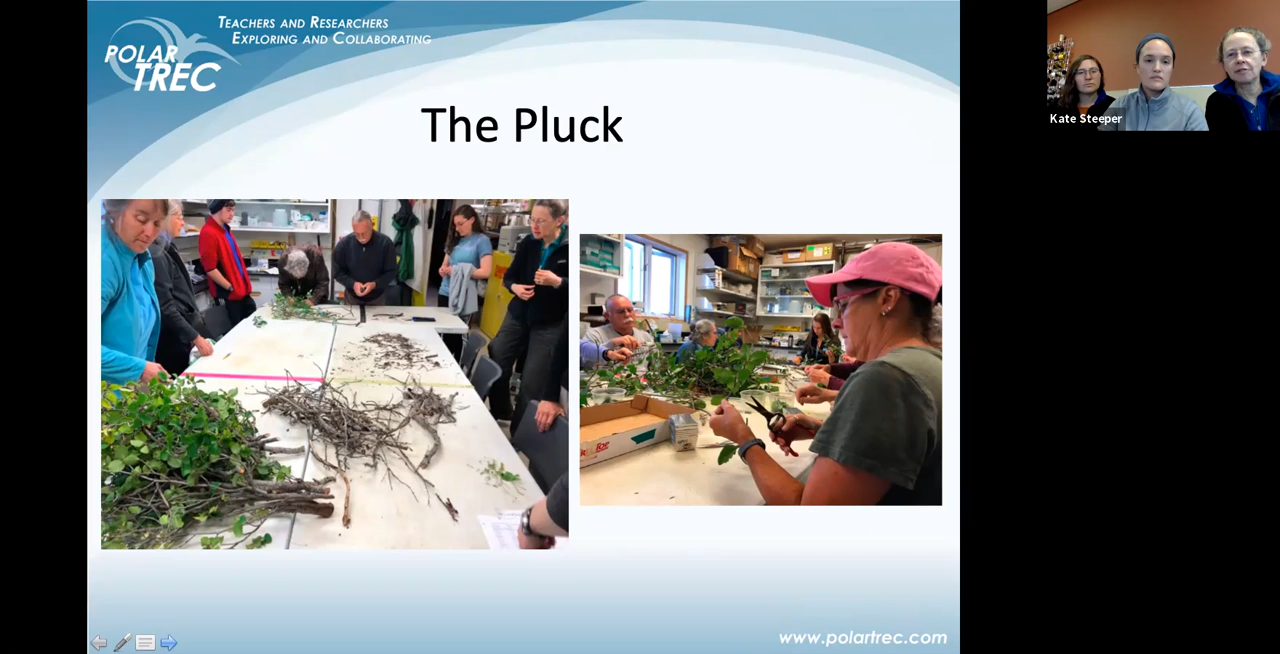 TEACHERS AND RESEARCHERS
EXPLORING AND COLLABORATING
POLAR
TREC
The Pluck
Kate Steeper
www.polartrec.com